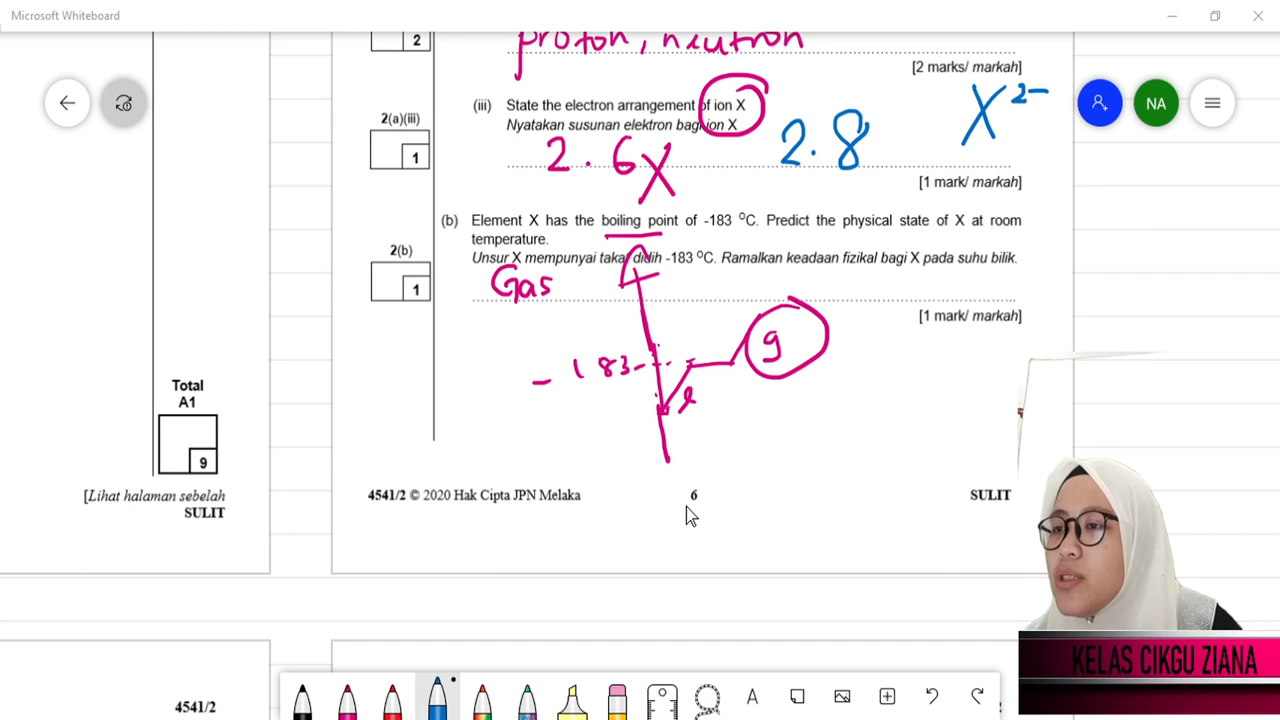 Microsoft Whiteboard
2
proton, neutron
[2 marks/ markah]
(iii) State the electron arrangement of ion X
Nyatakan susunan elektron bagi ion X
X²⁻
NA
2(a)(iii)
1
2.6 X
2.8
[1 mark/ markah]
(b) Element X has the boiling point of -183 °C. Predict the physical state of X at room
temperature.
Unsur X mempunyai takat didih -183 °C. Ramalkan keadaan fizikal bagi X pada suhu bilik.
2(b)
1
Gas
[1 mark/ markah]
g
- 183
l
Total
A1
9
[Lihat halaman sebelah
SULIT
4541/2 © 2020 Hak Cipta JPN Melaka
6
SULIT
KELAS CIKGU ZIANA
4541/2
A